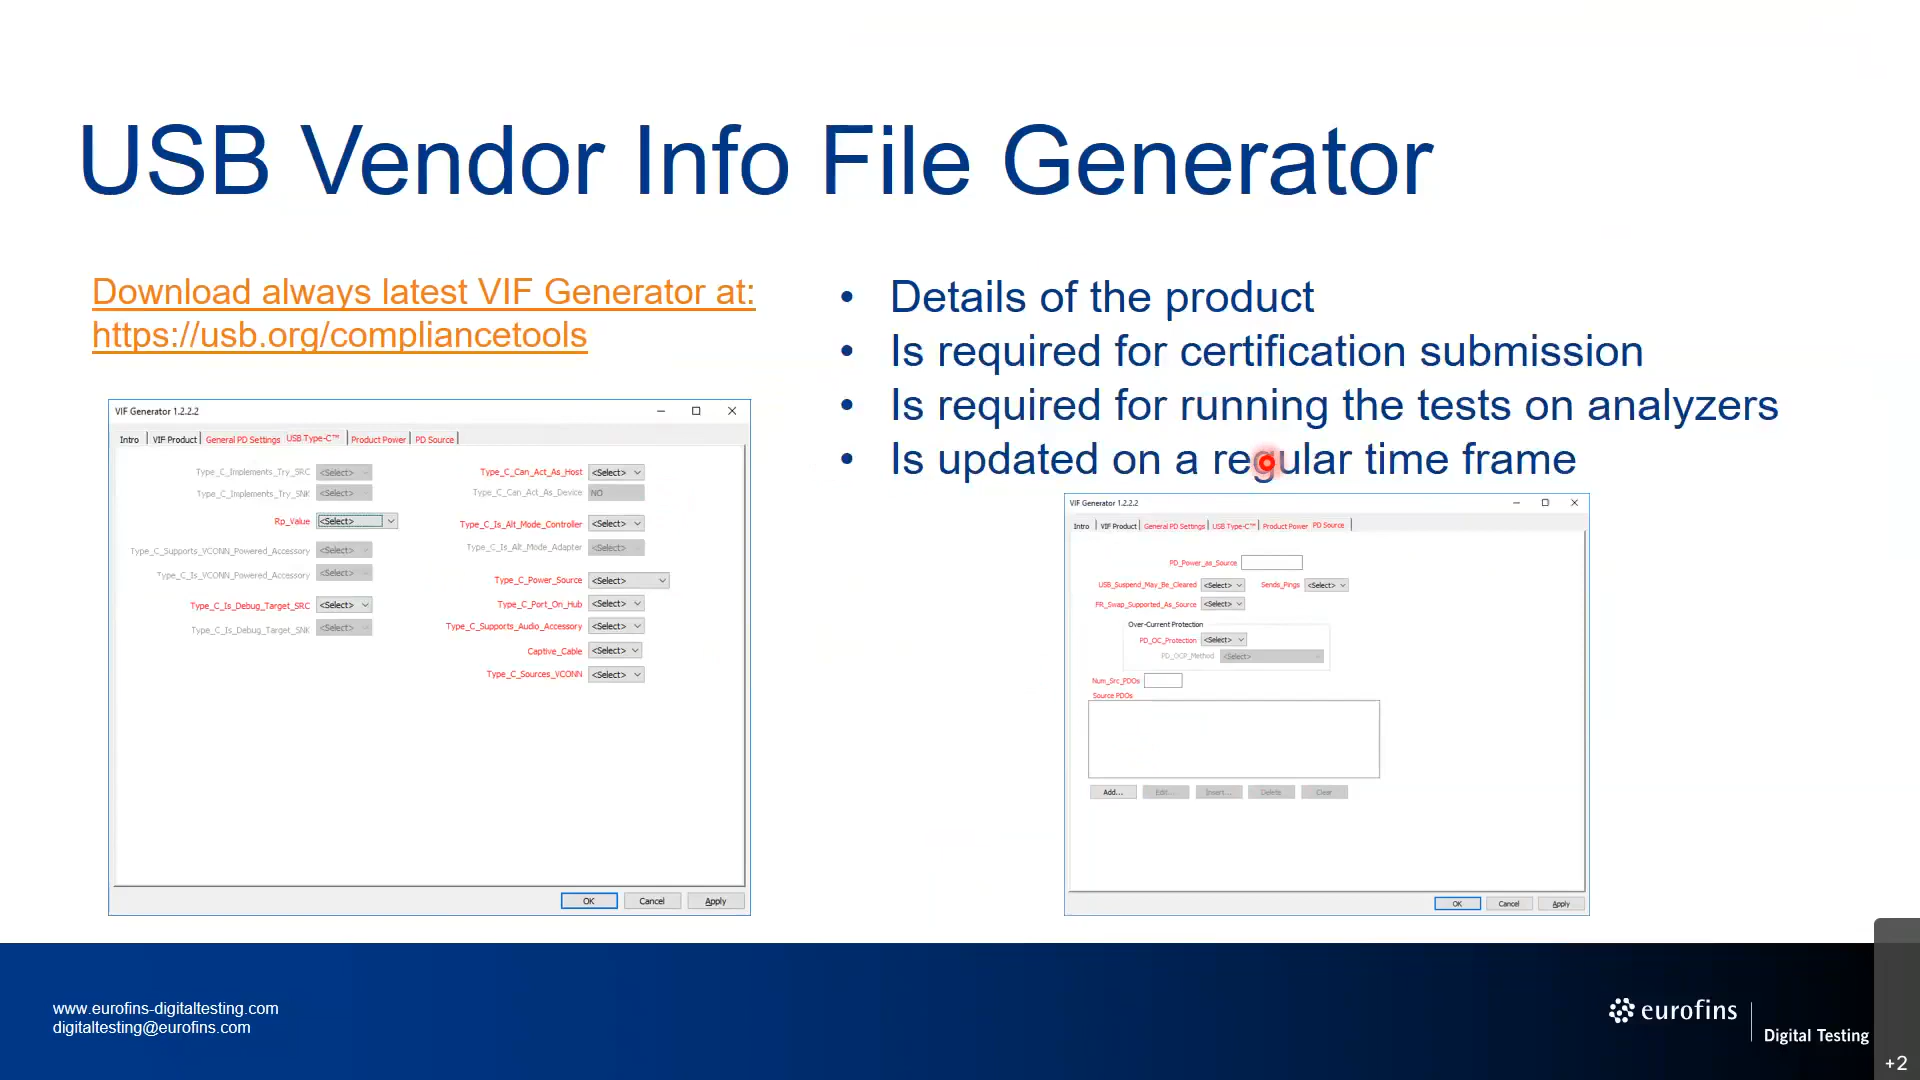 USB Vendor Info File Generator
Download always latest VIF Generator at:
https://usb.org/compliancetools
• Details of the product
• Is required for certification submission
• Is required for running the tests on analyzers
• Is updated on a regular time frame
VIF Generator 1.2.2.2
Intro VIF Product General PD Settings USB Type-C™ Product Power PD Source
Type_C_Implements_Try_SRC <Select>
Type_C_Implements_Try_SNK <Select>
Rp_Value <Select>
Type_C_Supports_VCONN_Powered_Accessory <Select>
Type_C_Is_VCONN_Powered_Accessory <Select>
Type_C_Is_Debug_Target_SRC <Select>
Type_C_Is_Debug_Target_SNK <Select>
Type_C_Can_Act_As_Host <Select>
Type_C_Can_Act_As_Device NO
Type_C_Is_Alt_Mode_Controller <Select>
Type_C_Is_Alt_Mode_Adapter <Select>
Type_C_Power_Source <Select>
Type_C_Port_On_Hub <Select>
Type_C_Supports_Audio_Accessory <Select>
Captive_Cable <Select>
Type_C_Sources_VCONN <Select>
OK Cancel Apply
VIF Generator 1.2.2.2
Intro VIF Product General PD Settings USB Type-C™ Product Power PD Source
PD_Power_as_Source
USB_Suspend_May_Be_Cleared <Select> Sends_Pings <Select>
FR_Swap_Supported_As_Source <Select>
Over-Current Protection
PD_OC_Protection <Select>
PD_OCP_Method <Select>
Num_Src_PDOs
Source PDOs
Add... Edit... Insert... Delete Clear
OK Cancel Apply
www.eurofins-digitaltesting.com
digitaltesting@eurofins.com
eurofins
Digital Testing
+2